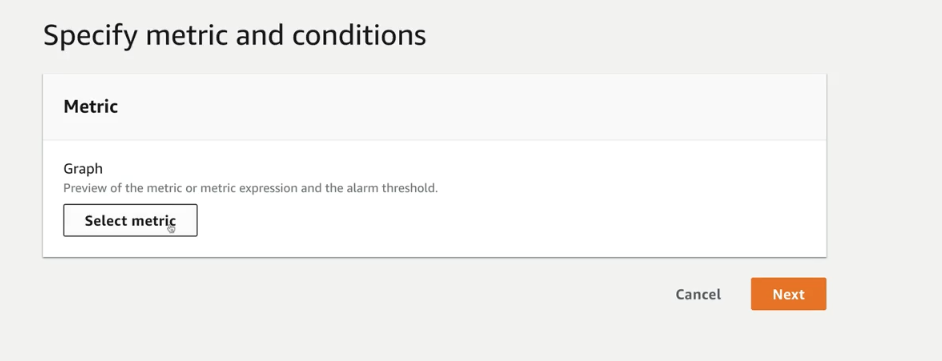 Specify metric and conditions
Metric
Graph
Preview of the metric or metric expression and the alarm threshold.
Select metric
Cancel
Next